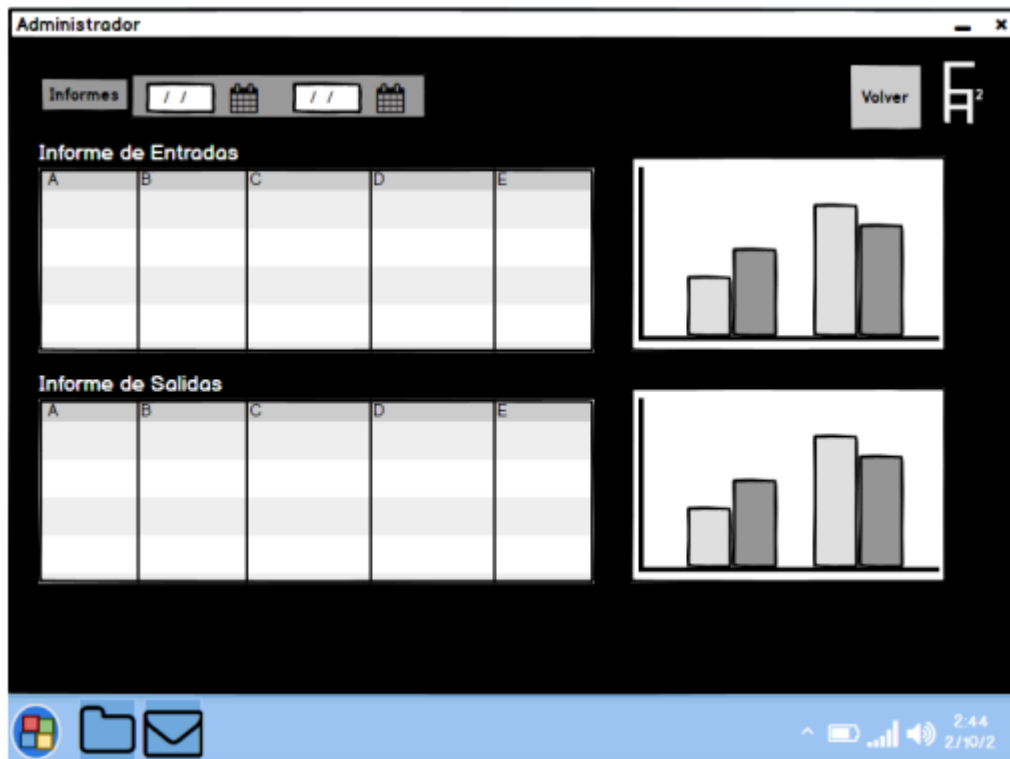 Administrador
Informes / / / / Volver
Informe de Entradas
A B C D E
Informe de Salidas
A B C D E
2:44
2/10/2